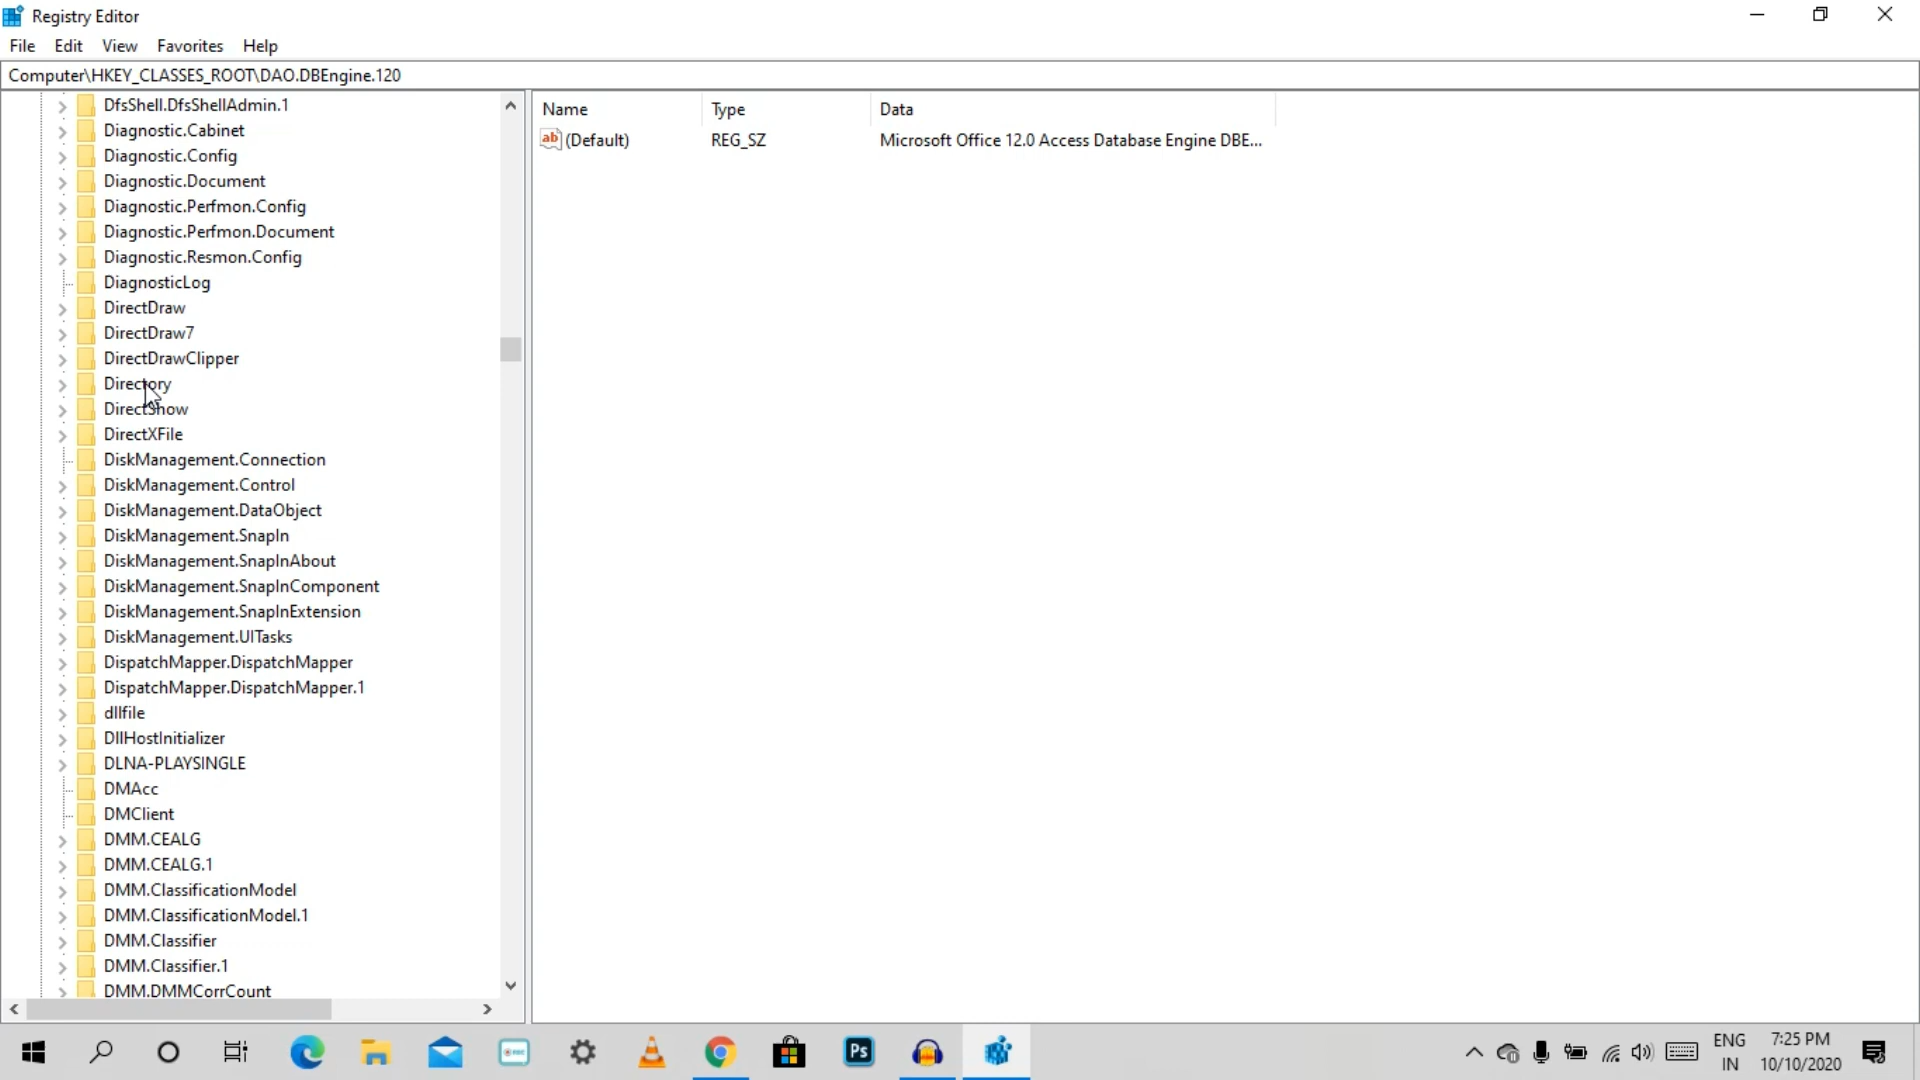 Registry Editor
File Edit View Favorites Help
Computer\HKEY_CLASSES_ROOT\DAO.DBEngine.120
DfsShell.DfsShellAdmin.1
Diagnostic.Cabinet
Diagnostic.Config
Diagnostic.Document
Diagnostic.Perfmon.Config
Diagnostic.Perfmon.Document
Diagnostic.Resmon.Config
DiagnosticLog
DirectDraw
DirectDraw7
DirectDrawClipper
Directory
DirectShow
DirectXFile
DiskManagement.Connection
DiskManagement.Control
DiskManagement.DataObject
DiskManagement.SnapIn
DiskManagement.SnapInAbout
DiskManagement.SnapInComponent
DiskManagement.SnapInExtension
DiskManagement.UITasks
DispatchMapper.DispatchMapper
DispatchMapper.DispatchMapper.1
dllfile
DllHostInitializer
DLNA-PLAYSINGLE
DMAcc
DMClient
DMM.CEALG
DMM.CEALG.1
DMM.ClassificationModel
DMM.ClassificationModel.1
DMM.Classifier
DMM.Classifier.1
DMM.DMMCorrCount
Name Type Data
ab (Default) REG_SZ Microsoft Office 12.0 Access Database Engine DBE...
REC
Ps
ENG 7:25 PM
IN 10/10/2020